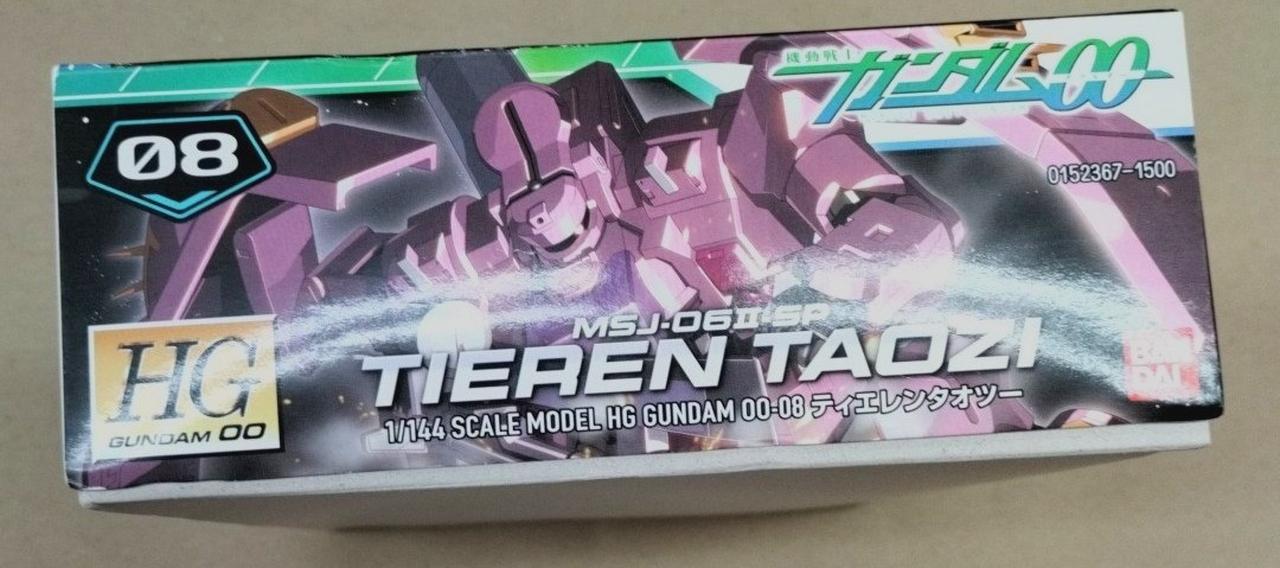 機動戦士
ガンダム00
08
0152367-1500
MSJ-06Ⅱ-SP
TIEREN TAOZI
HG
GUNDAM 00
1/144 SCALE MODEL HG GUNDAM 00-08 ティエレンタオツー
BAN
DAI